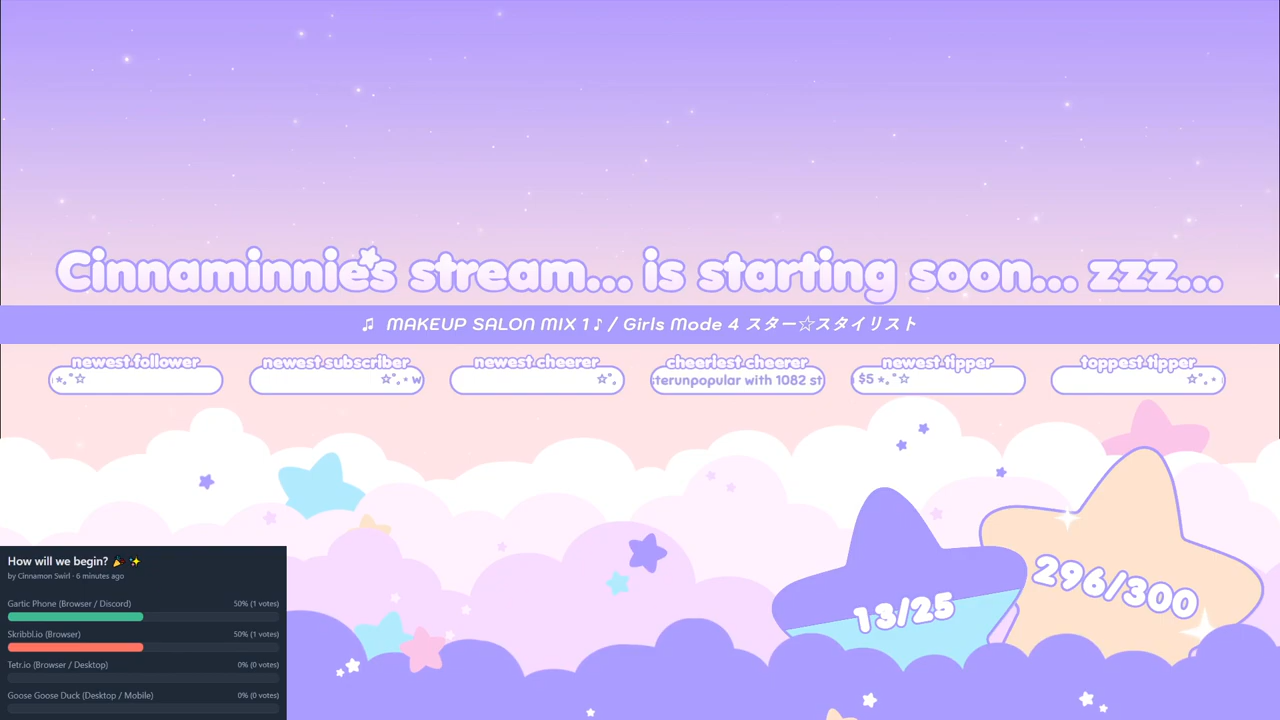 Cinnaminnie's stream... is starting soon... zzz...
♫ MAKEUP SALON MIX 1♪ / Girls Mode 4 スター☆スタイリスト
newest follower
newest subscriber
newest cheerer
cheeriest cheerer
newest tipper
toppest tipper
terunpopular with 1082 st
$5
296/300
13/25
How will we begin? 🎉✨
by Cinnamon Swirl · 6 minutes ago
Gartic Phone (Browser / Discord) 50% (1 votes)
Skribbl.io (Browser) 50% (1 votes)
Tetr.io (Browser / Desktop) 0% (0 votes)
Goose Goose Duck (Desktop / Mobile) 0% (0 votes)